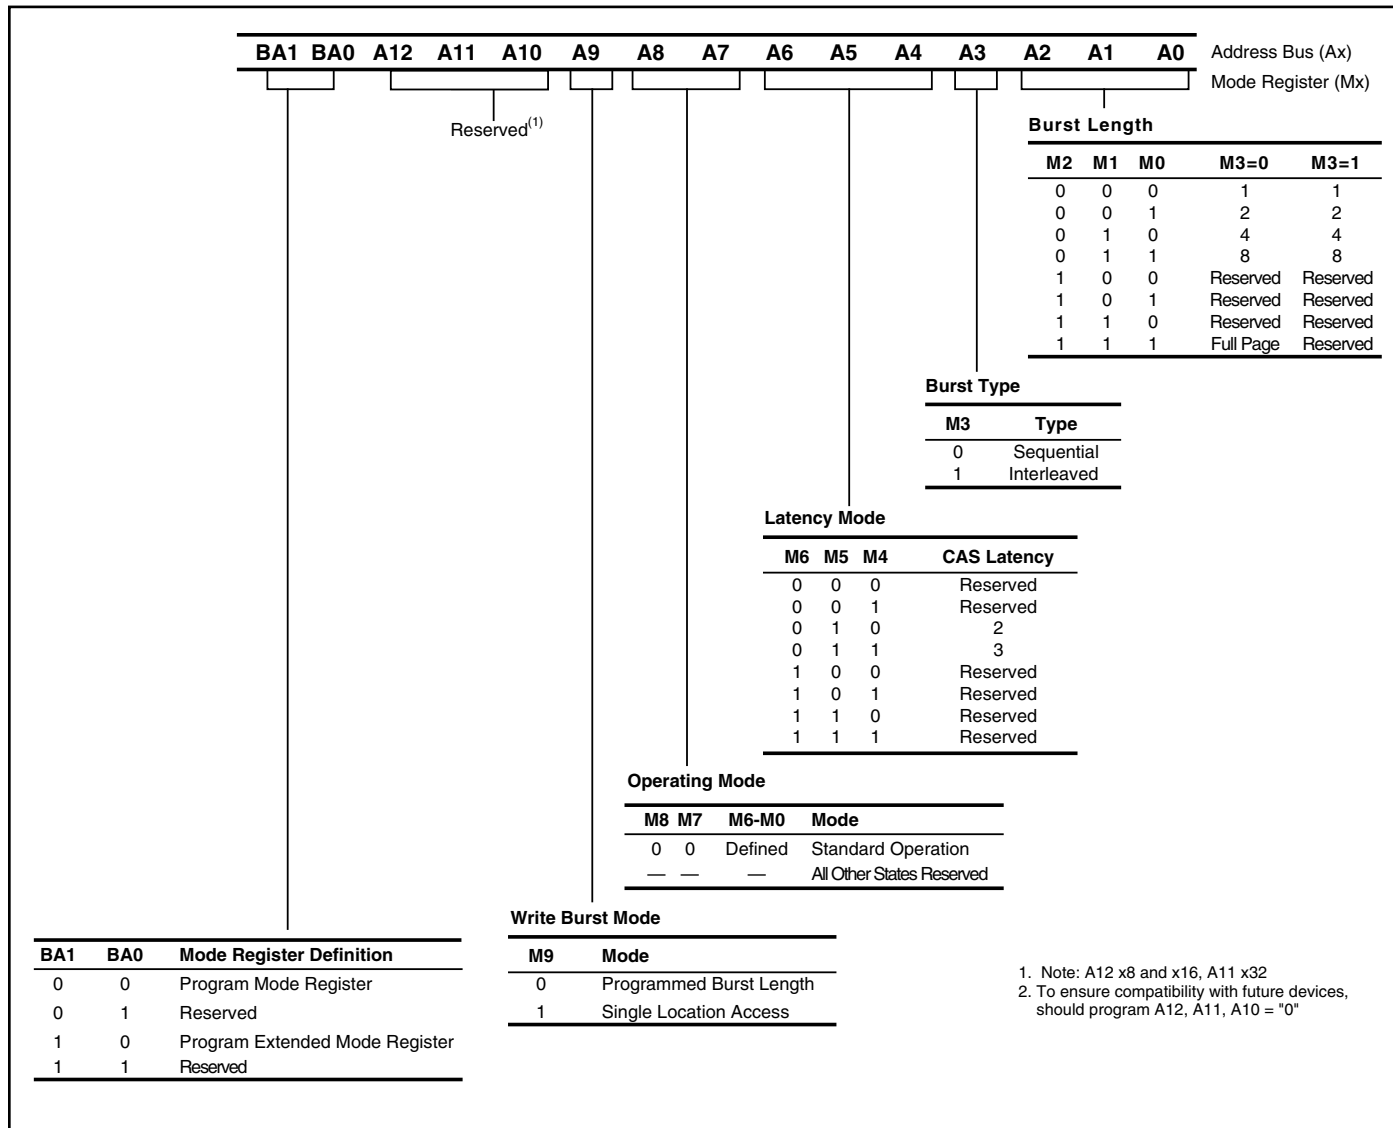 BA1 BA0 A12 A11 A10 A9 A8 A7 A6 A5 A4 A3 A2 A1 A0 Address Bus (Ax)
Mode Register (Mx)
Reserved(1)
Burst Length
M2 M1 M0 M3=0 M3=1
0 0 0 1 1
0 0 1 2 2
0 1 0 4 4
0 1 1 8 8
1 0 0 Reserved Reserved
1 0 1 Reserved Reserved
1 1 0 Reserved Reserved
1 1 1 Full Page Reserved
Burst Type
M3 Type
0 Sequential
1 Interleaved
Latency Mode
M6 M5 M4 CAS Latency
0 0 0 Reserved
0 0 1 Reserved
0 1 0 2
0 1 1 3
1 0 0 Reserved
1 0 1 Reserved
1 1 0 Reserved
1 1 1 Reserved
Operating Mode
M8 M7 M6-M0 Mode
0 0 Defined Standard Operation
— — — All Other States Reserved
Write Burst Mode
M9 Mode
0 Programmed Burst Length
1 Single Location Access
BA1 BA0 Mode Register Definition
0 0 Program Mode Register
0 1 Reserved
1 0 Program Extended Mode Register
1 1 Reserved
1. Note: A12 x8 and x16, A11 x32
2. To ensure compatibility with future devices,
should program A12, A11, A10 = "0"